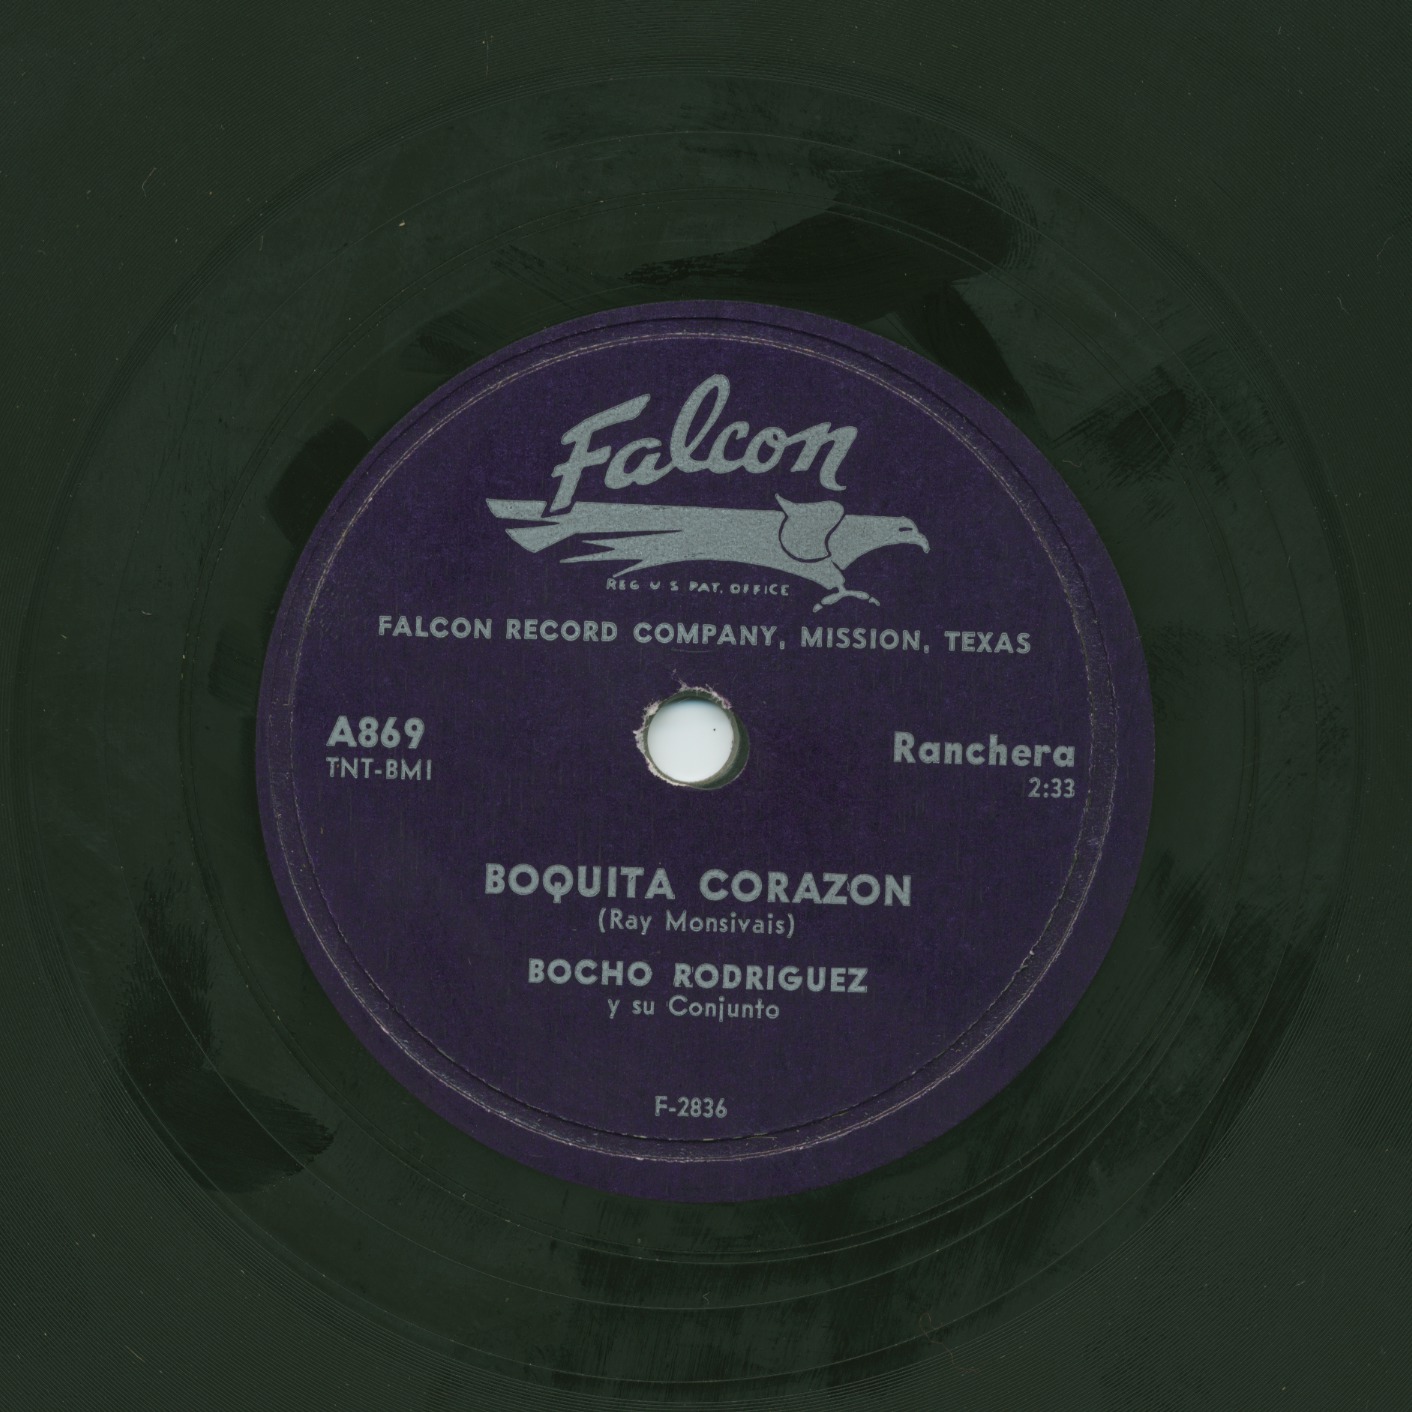 Falcon
REG U S PAT. OFFICE
FALCON RECORD COMPANY, MISSION, TEXAS
A869
TNT-BMI
Ranchera
2:33
BOQUITA CORAZON
(Ray Monsivais)
BOCHO RODRIGUEZ
y su Conjunto
F-2836